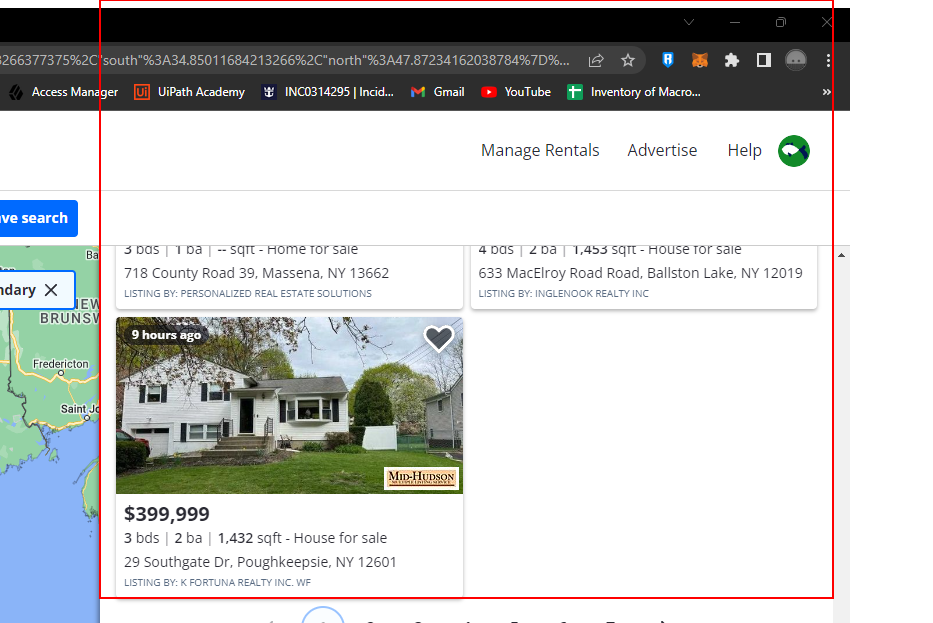 3266377375%2C"south"%3A34.85011684213266%2C"north"%3A47.87234162038784%7D%...
Access Manager
UiPath Academy
INC0314295 | Incid...
Gmail
YouTube
Inventory of Macro...
»
Manage Rentals
Advertise
Help
ve search
ndary
NEW
BRUNSW
Fredericton
Saint Jo
Ba
3 bds | 1 ba | -- sqft - Home for sale
718 County Road 39, Massena, NY 13662
LISTING BY: PERSONALIZED REAL ESTATE SOLUTIONS
4 bds | 2 ba | 1,453 sqft - House for sale
633 MacElroy Road Road, Ballston Lake, NY 12019
LISTING BY: INGLENOOK REALTY INC
9 hours ago
MID-HUDSON
MULTIPLE LISTING SERVICE
$399,999
3 bds | 2 ba | 1,432 sqft - House for sale
29 Southgate Dr, Poughkeepsie, NY 12601
LISTING BY: K FORTUNA REALTY INC. WF